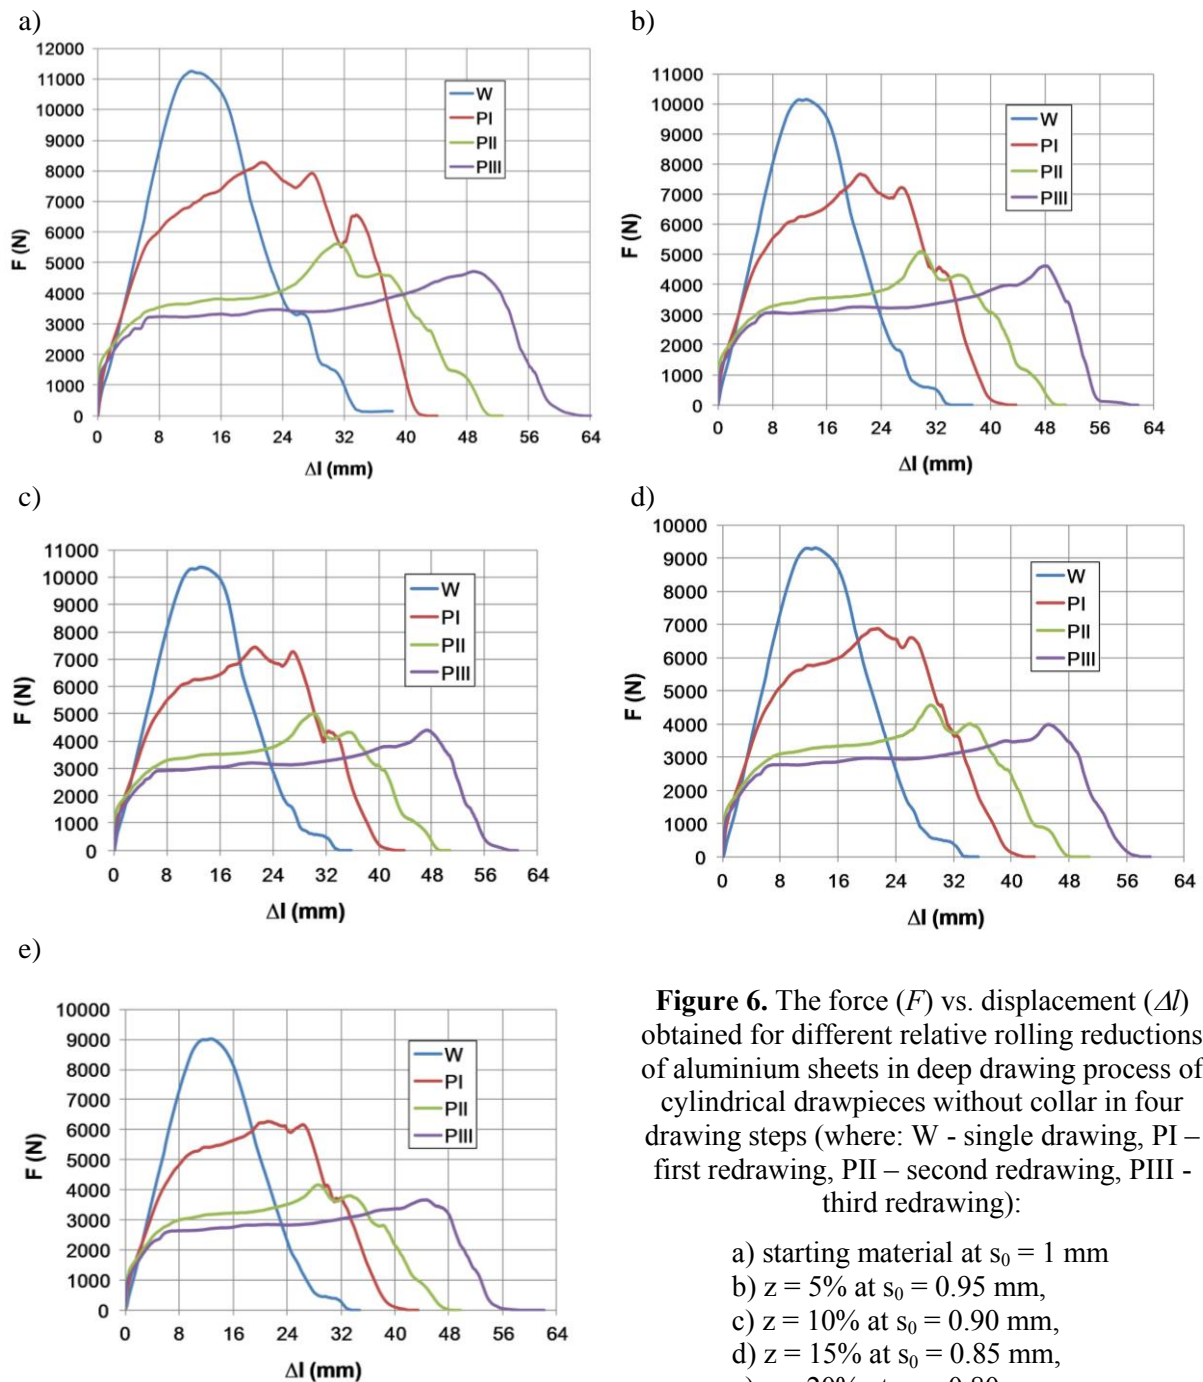 a)
12000
11000
10000
9000
8000
7000
6000
5000
4000
3000
2000
1000
0
F (N)
0 8 16 24 32 40 48 56 64
Δl (mm)
W
PI
PII
PIII
b)
11000
10000
9000
8000
7000
6000
5000
4000
3000
2000
1000
0
F (N)
0 8 16 24 32 40 48 56 64
Δl (mm)
W
PI
PII
PIII
c)
11000
10000
9000
8000
7000
6000
5000
4000
3000
2000
1000
0
F (N)
0 8 16 24 32 40 48 56 64
Δl (mm)
W
PI
PII
PIII
d)
10000
9000
8000
7000
6000
5000
4000
3000
2000
1000
0
F (N)
0 8 16 24 32 40 48 56 64
Δl (mm)
W
PI
PII
PIII
e)
10000
9000
8000
7000
6000
5000
4000
3000
2000
1000
0
F (N)
0 8 16 24 32 40 48 56 64
Δl (mm)
W
PI
PII
PIII
Figure 6. The force (F) vs. displacement (Δl)
obtained for different relative rolling reductions
of aluminium sheets in deep drawing process of
cylindrical drawpieces without collar in four
drawing steps (where: W - single drawing, PI –
first redrawing, PII – second redrawing, PIII -
third redrawing):
a) starting material at s₀ = 1 mm
b) z = 5% at s₀ = 0.95 mm,
c) z = 10% at s₀ = 0.90 mm,
d) z = 15% at s₀ = 0.85 mm,